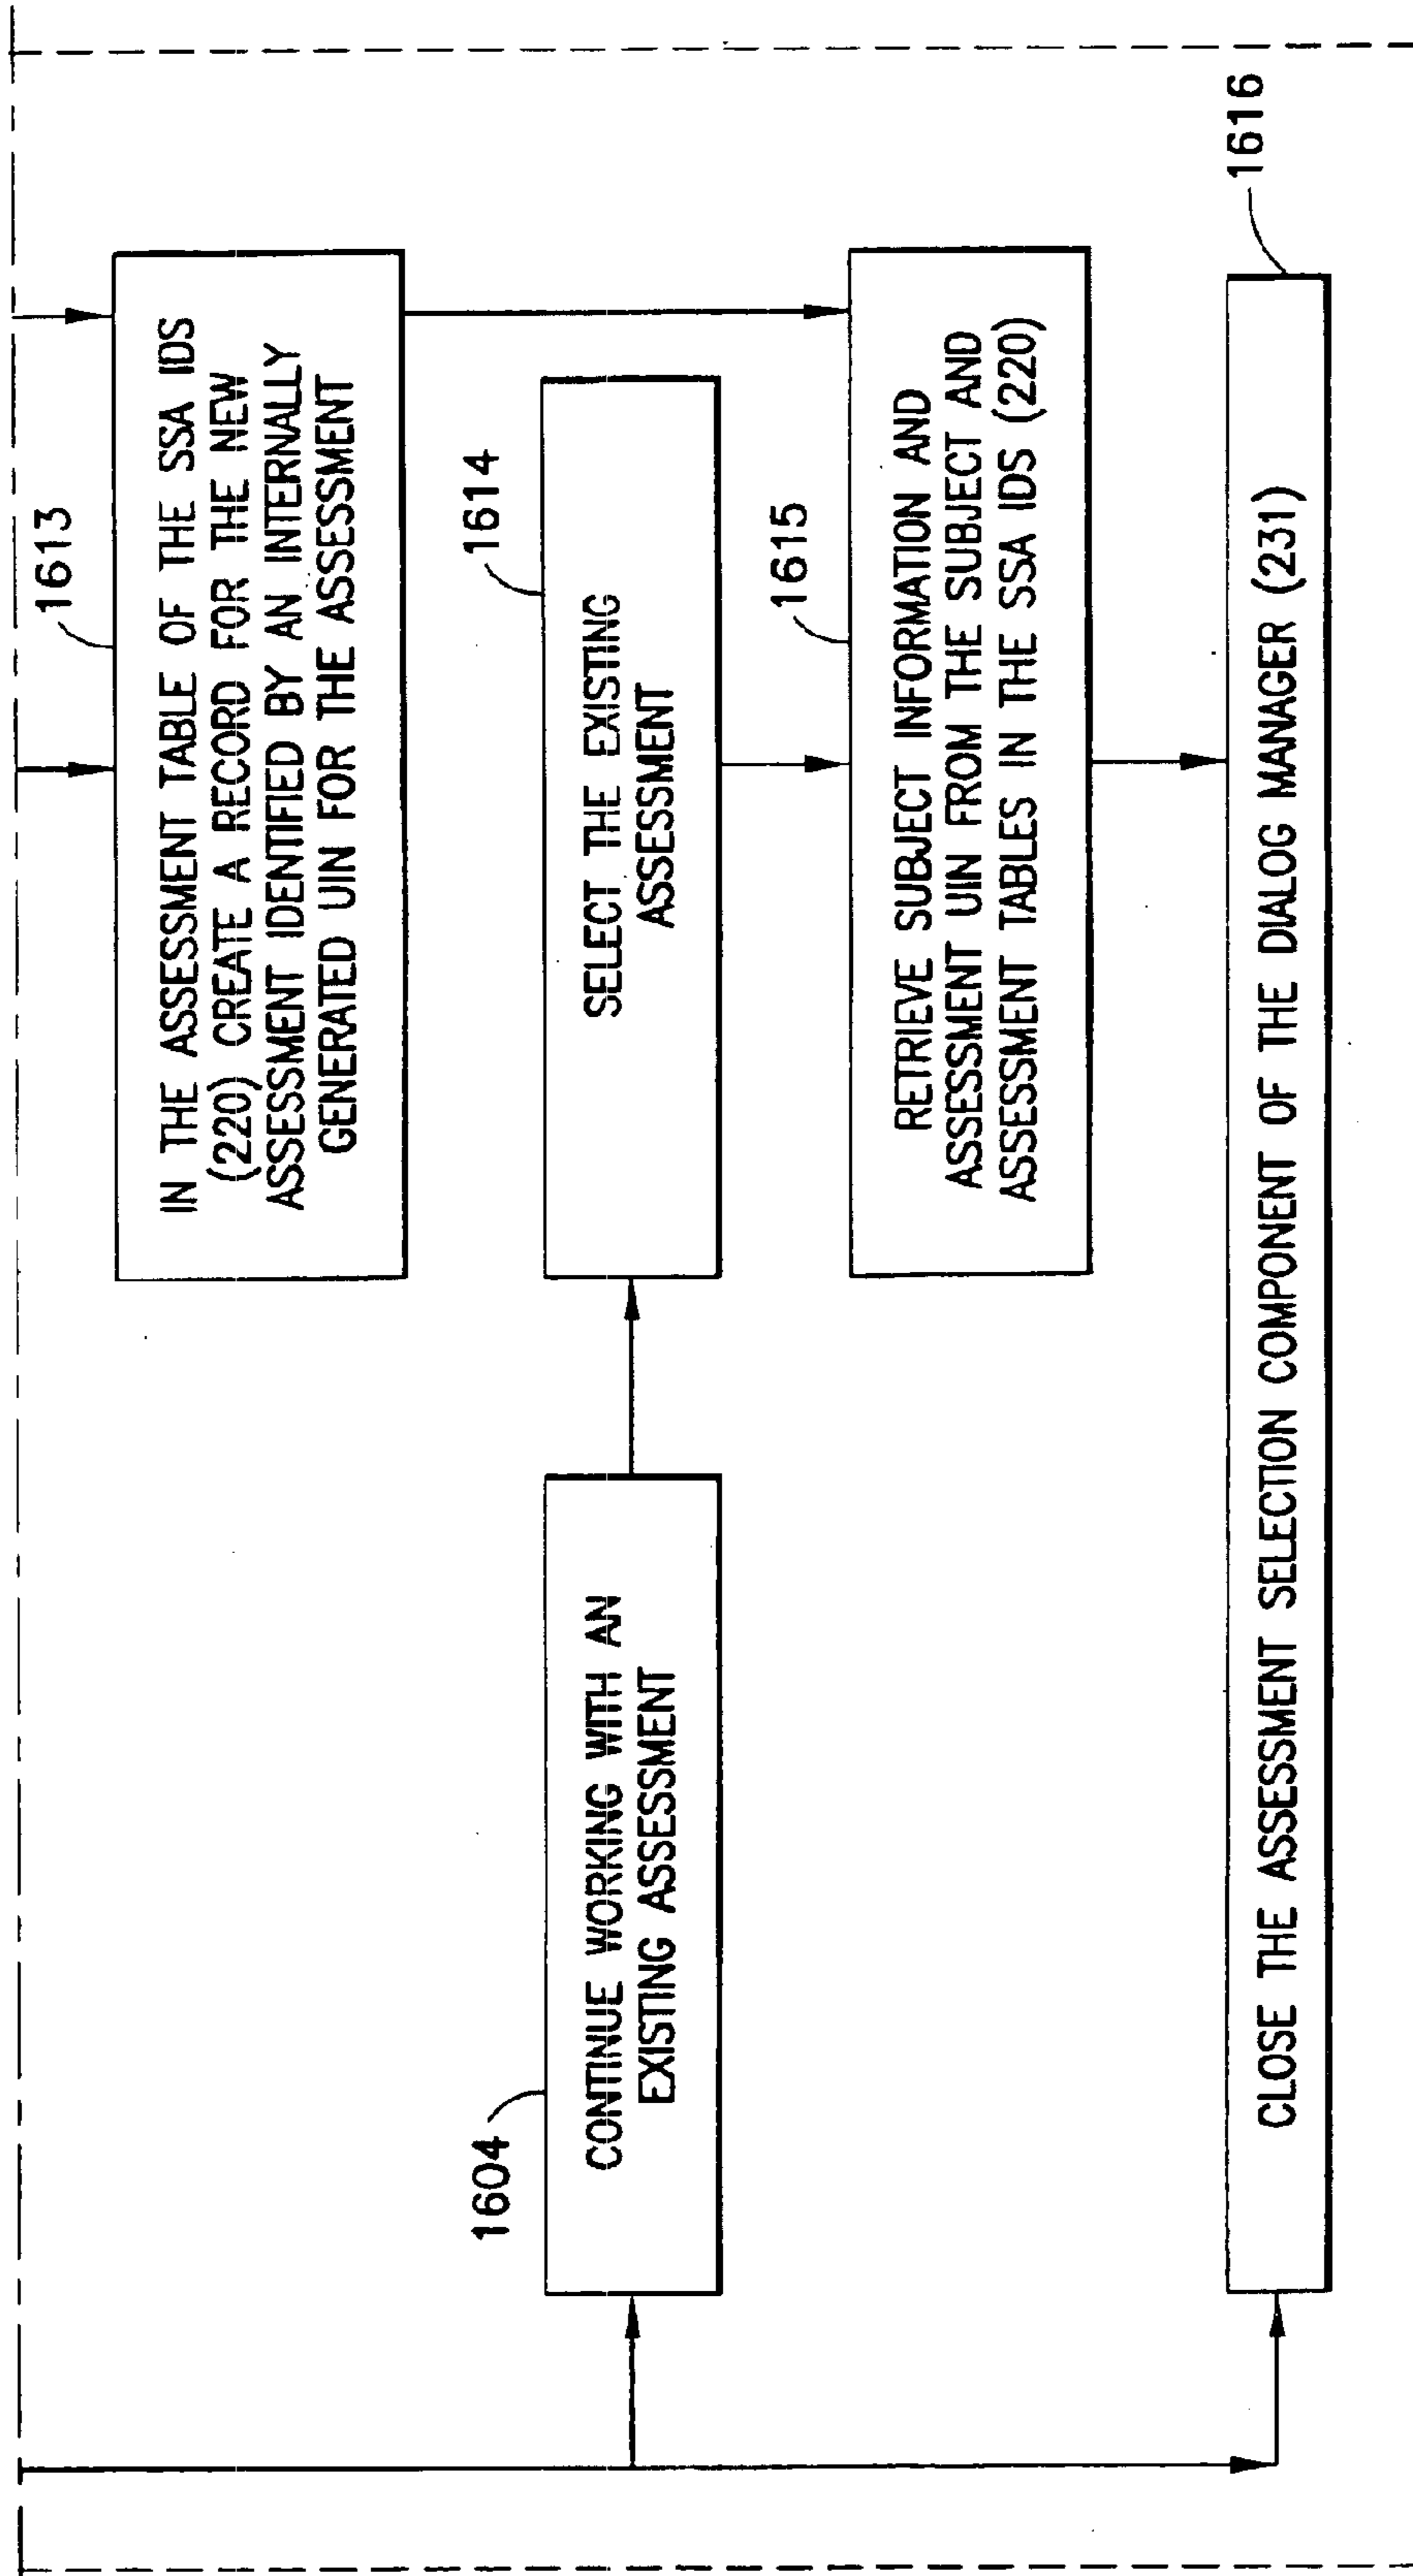 1613
IN THE ASSESSMENT TABLE OF THE SSA IDS
(220) CREATE A RECORD FOR THE NEW
ASSESSMENT IDENTIFIED BY AN INTERNALLY
GENERATED UIN FOR THE ASSESSMENT
1604
CONTINUE WORKING WITH AN
EXISTING ASSESSMENT
1614
SELECT THE EXISTING
ASSESSMENT
1615
RETRIEVE SUBJECT INFORMATION AND
ASSESSMENT UIN FROM THE SUBJECT AND
ASSESSMENT TABLES IN THE SSA IDS (220)
CLOSE THE ASSESSMENT SELECTION COMPONENT OF THE DIALOG MANAGER (231)
1616